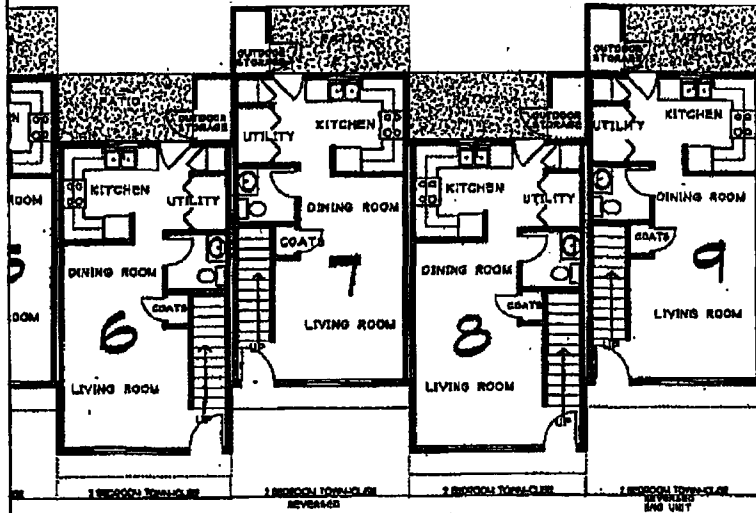 PATIO
OUTDOOR
STORAGE
UTILITY
KITCHEN
DINING ROOM
COATS
7
LIVING ROOM
UP
2 BEDROOM TOWNHOUSE
REVERSED
PATIO
OUTDOOR
STORAGE
KITCHEN
UTILITY
DINING ROOM
COATS
6
LIVING ROOM
UP
2 BEDROOM TOWNHOUSE
PATIO
OUTDOOR
STORAGE
KITCHEN
UTILITY
DINING ROOM
COATS
8
LIVING ROOM
UP
2 BEDROOM TOWNHOUSE
PATIO
OUTDOOR
STORAGE
UTILITY
KITCHEN
DINING ROOM
COATS
9
LIVING ROOM
UP
2 BEDROOM TOWNHOUSE
REVERSED
END UNIT